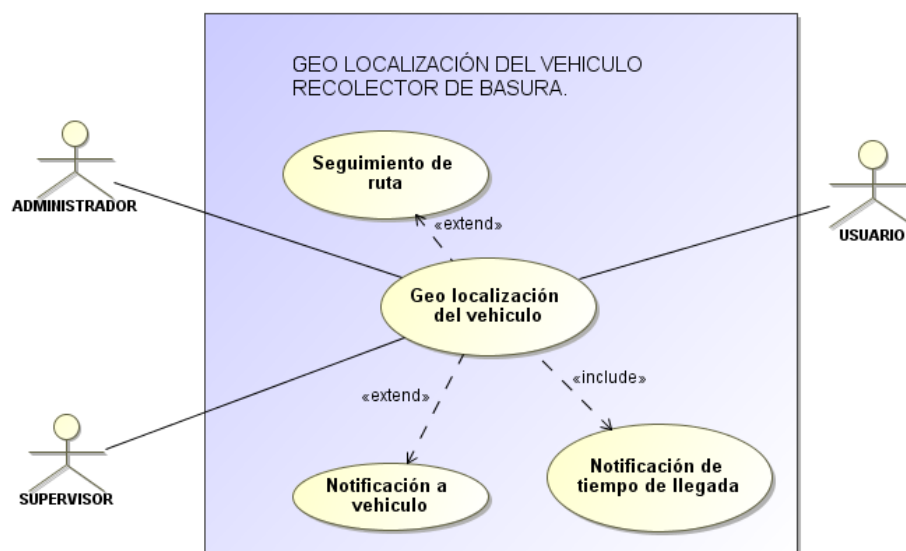 GEO LOCALIZACIÓN DEL VEHICULO
RECOLECTOR DE BASURA.
Seguimiento de
ruta
ADMINISTRADOR
«extend»
USUARIO
Geo localización
del vehiculo
«include»
«extend»
Notificación de
tiempo de llegada
Notificación a
vehiculo
SUPERVISOR